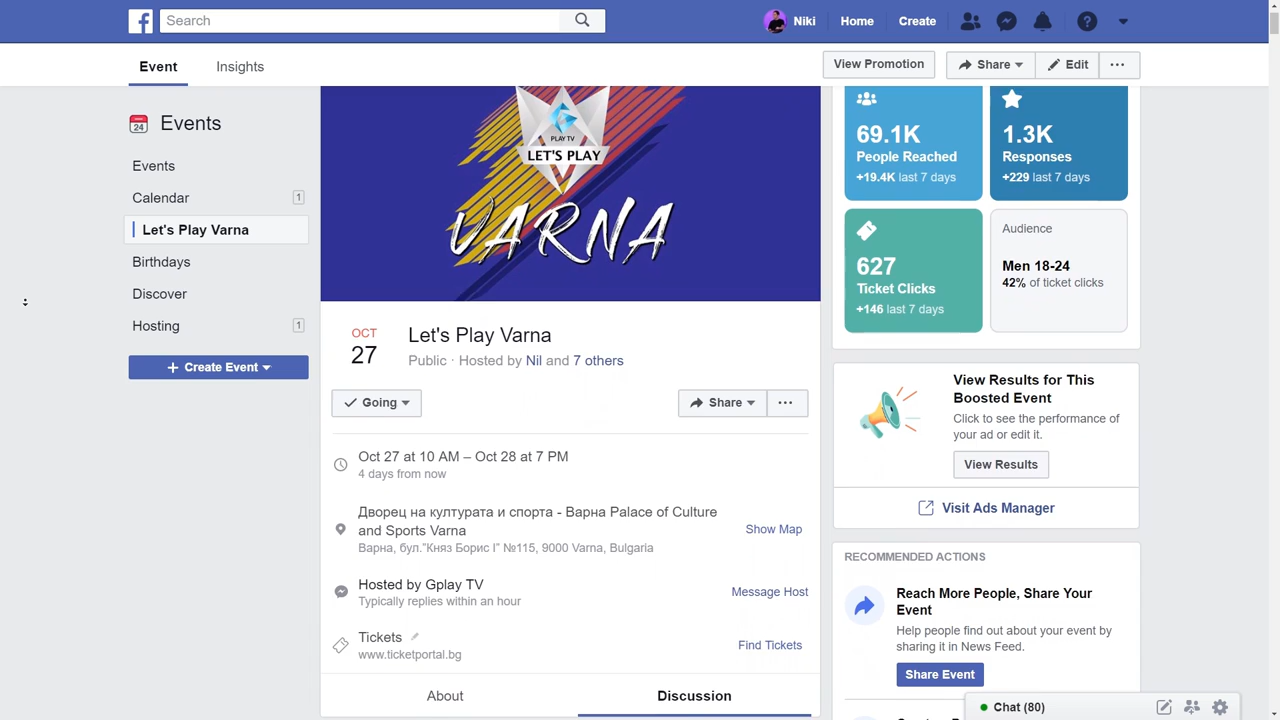 Search
Niki
Home
Create
Event
Insights
View Promotion
Share
Edit
24
Events
Events
Calendar
1
Let's Play Varna
Birthdays
Discover
Hosting
1
+ Create Event
PLAY TV
LET'S PLAY
VARNA
OCT
27
Let's Play Varna
Public · Hosted by Nil and 7 others
Going
Share
Oct 27 at 10 AM – Oct 28 at 7 PM
4 days from now
Дворец на културата и спорта - Варна Palace of Culture
and Sports Varna
Варна, бул."Княз Борис I" №115, 9000 Varna, Bulgaria
Show Map
Hosted by Gplay TV
Typically replies within an hour
Message Host
Tickets
www.ticketportal.bg
Find Tickets
About
Discussion
69.1K
People Reached
+19.4K last 7 days
1.3K
Responses
+229 last 7 days
627
Ticket Clicks
+146 last 7 days
Audience
Men 18-24
42% of ticket clicks
View Results for This
Boosted Event
Click to see the performance of
your ad or edit it.
View Results
Visit Ads Manager
RECOMMENDED ACTIONS
Reach More People, Share Your
Event
Help people find out about your event by
sharing it in News Feed.
Share Event
Chat (80)